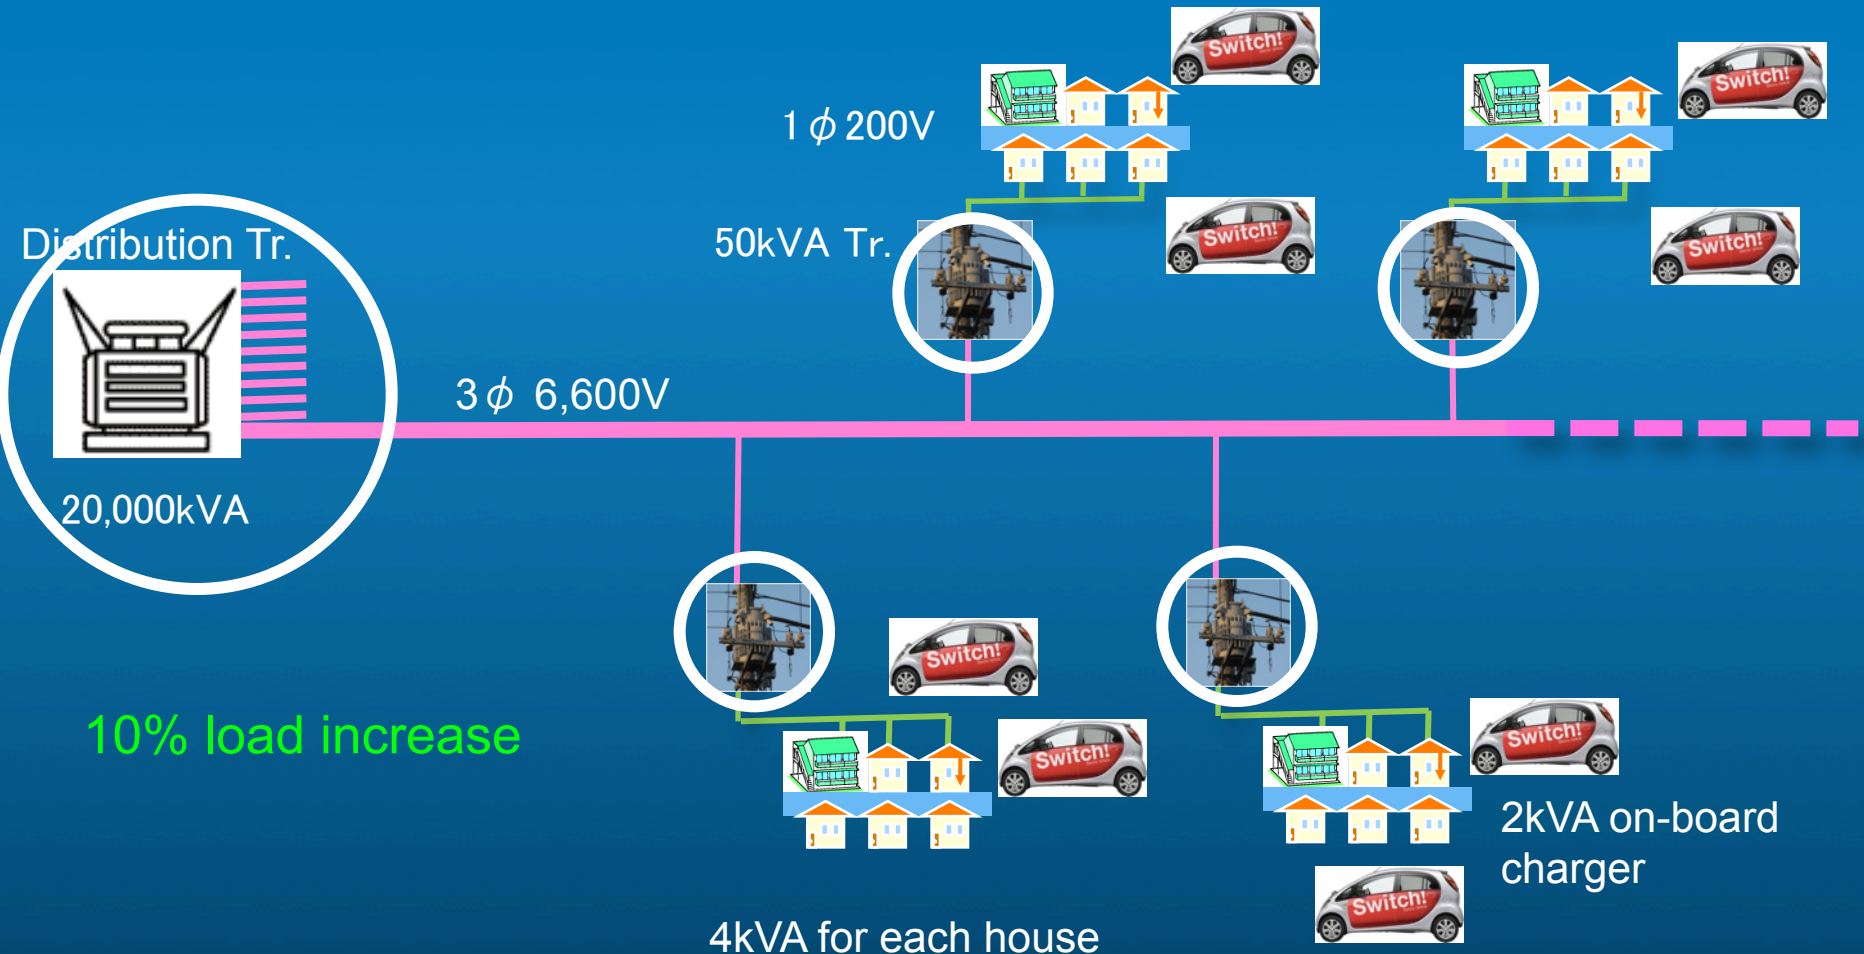 Switch!
Switch!
1φ200V
Distribution Tr.
50kVA Tr.
Switch!
Switch!
3φ 6,600V
20,000kVA
Switch!
10% load increase
Switch!
Switch!
2kVA on-board
charger
Switch!
4kVA for each house